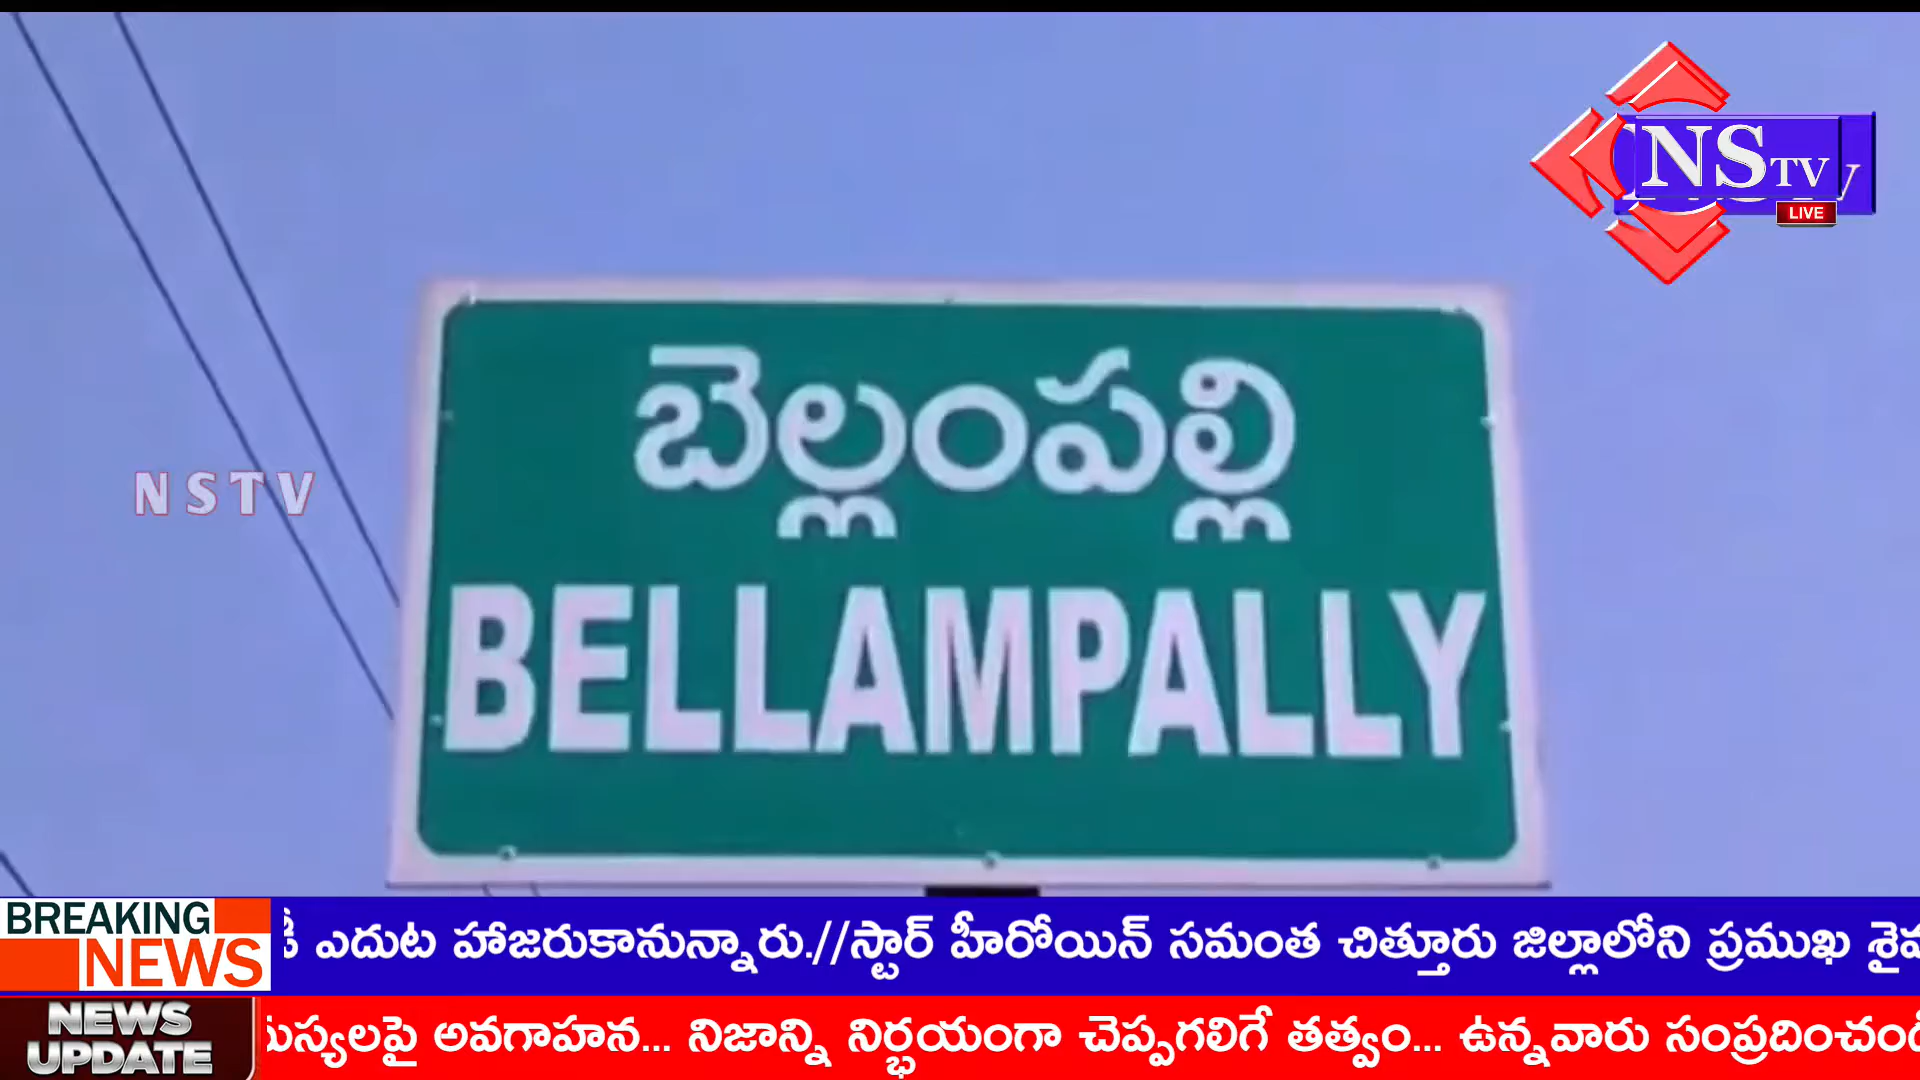 NSTV
LIVE
బెల్లంపల్లి
NSTV
BELLAMPALLY
BREAKING
NEWS
ఎదుట హాజరుకానున్నారు.//స్టార్ హీరోయిన్ సమంత చిత్తూరు జిల్లాలోని ప్రముఖ
NEWS
UPDATE
అవగాహన... నిజాన్ని నిర్భయంగా చెప్పగలిగే తత్వం... ఉన్నవారు సంప్రదించండి